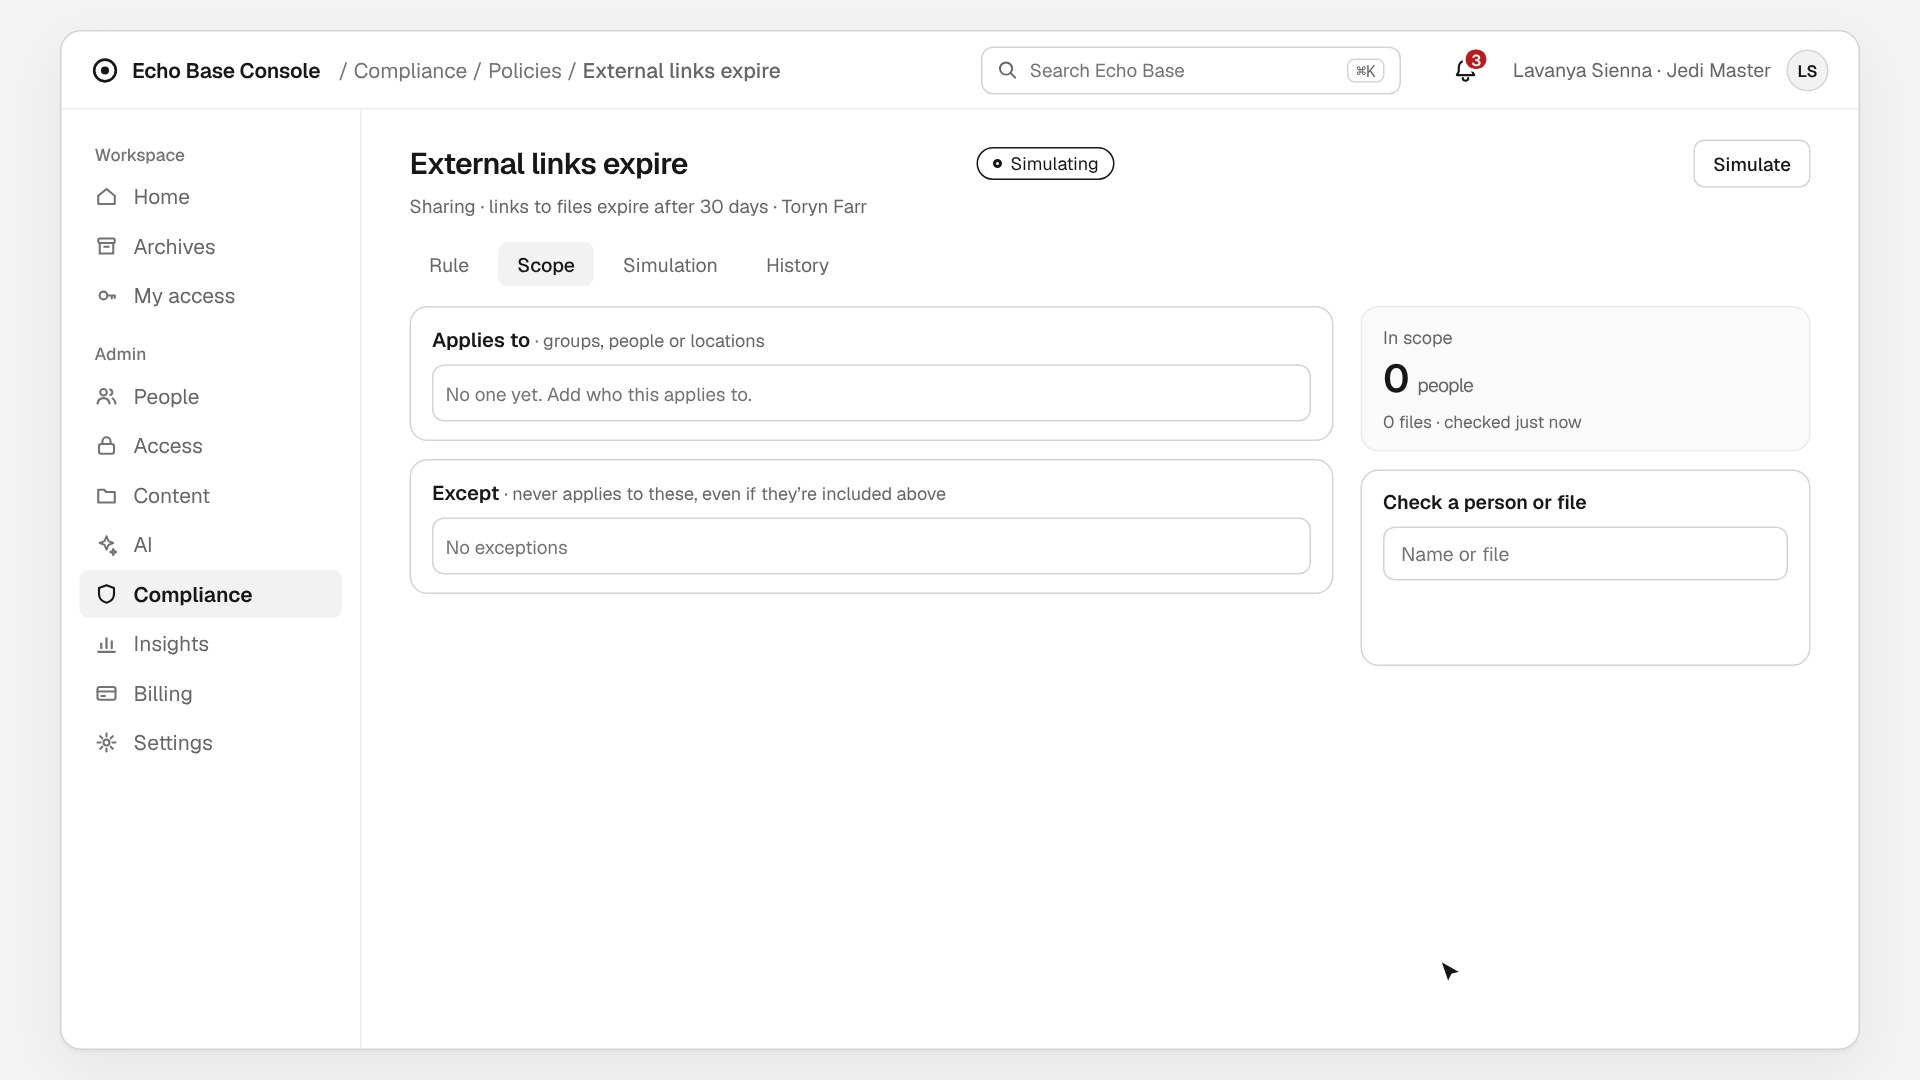 Echo Base Console / Compliance / Policies / External links expire
Search Echo Base ⌘K
3
Lavanya Sienna · Jedi Master LS
Workspace
Home
Archives
My access
Admin
People
Access
Content
AI
Compliance
Insights
Billing
Settings
External links expire
Simulating
Simulate
Sharing · links to files expire after 30 days · Toryn Farr
Rule Scope Simulation History
Applies to · groups, people or locations
No one yet. Add who this applies to.
Except · never applies to these, even if they’re included above
No exceptions
In scope
0 people
0 files · checked just now
Check a person or file
Name or file